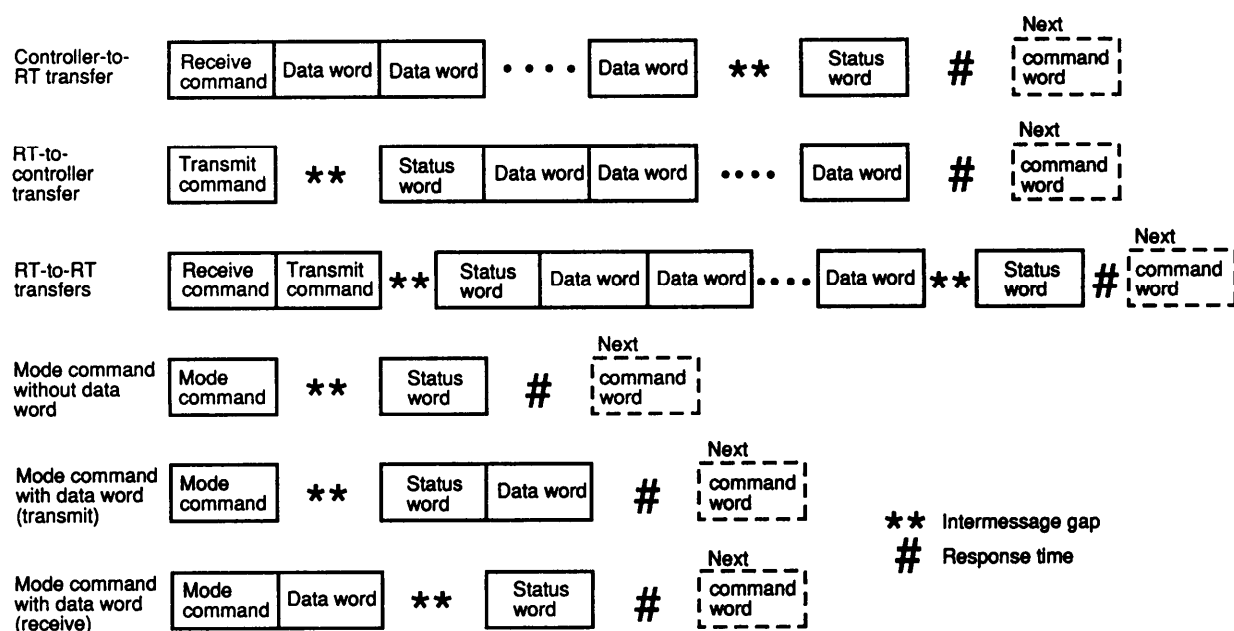 Controller-to-
RT transfer
Receive
command
Data word
Data word
• • • •
Data word
**
Status
word
#
Next
command
word
RT-to-
controller
transfer
Transmit
command
**
Status
word
Data word
Data word
• • • •
Data word
#
Next
command
word
RT-to-RT
transfers
Receive
command
Transmit
command
**
Status
word
Data word
Data word
• • • •
Data word
**
Status
word
#
Next
command
word
Mode command
without data
word
Mode
command
**
Status
word
#
Next
command
word
Mode command
with data word
(transmit)
Mode
command
**
Status
word
Data word
#
Next
command
word
** Intermessage gap
# Response time
Mode command
with data word
(receive)
Mode
command
Data word
**
Status
word
#
Next
command
word